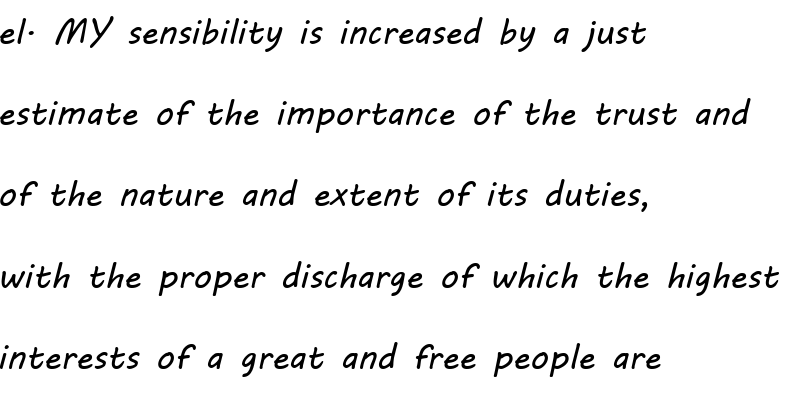 el. MY sensibility is increased by a just
estimate of the importance of the trust and
of the nature and extent of its duties,
with the proper discharge of which the highest
interests of a great and free people are